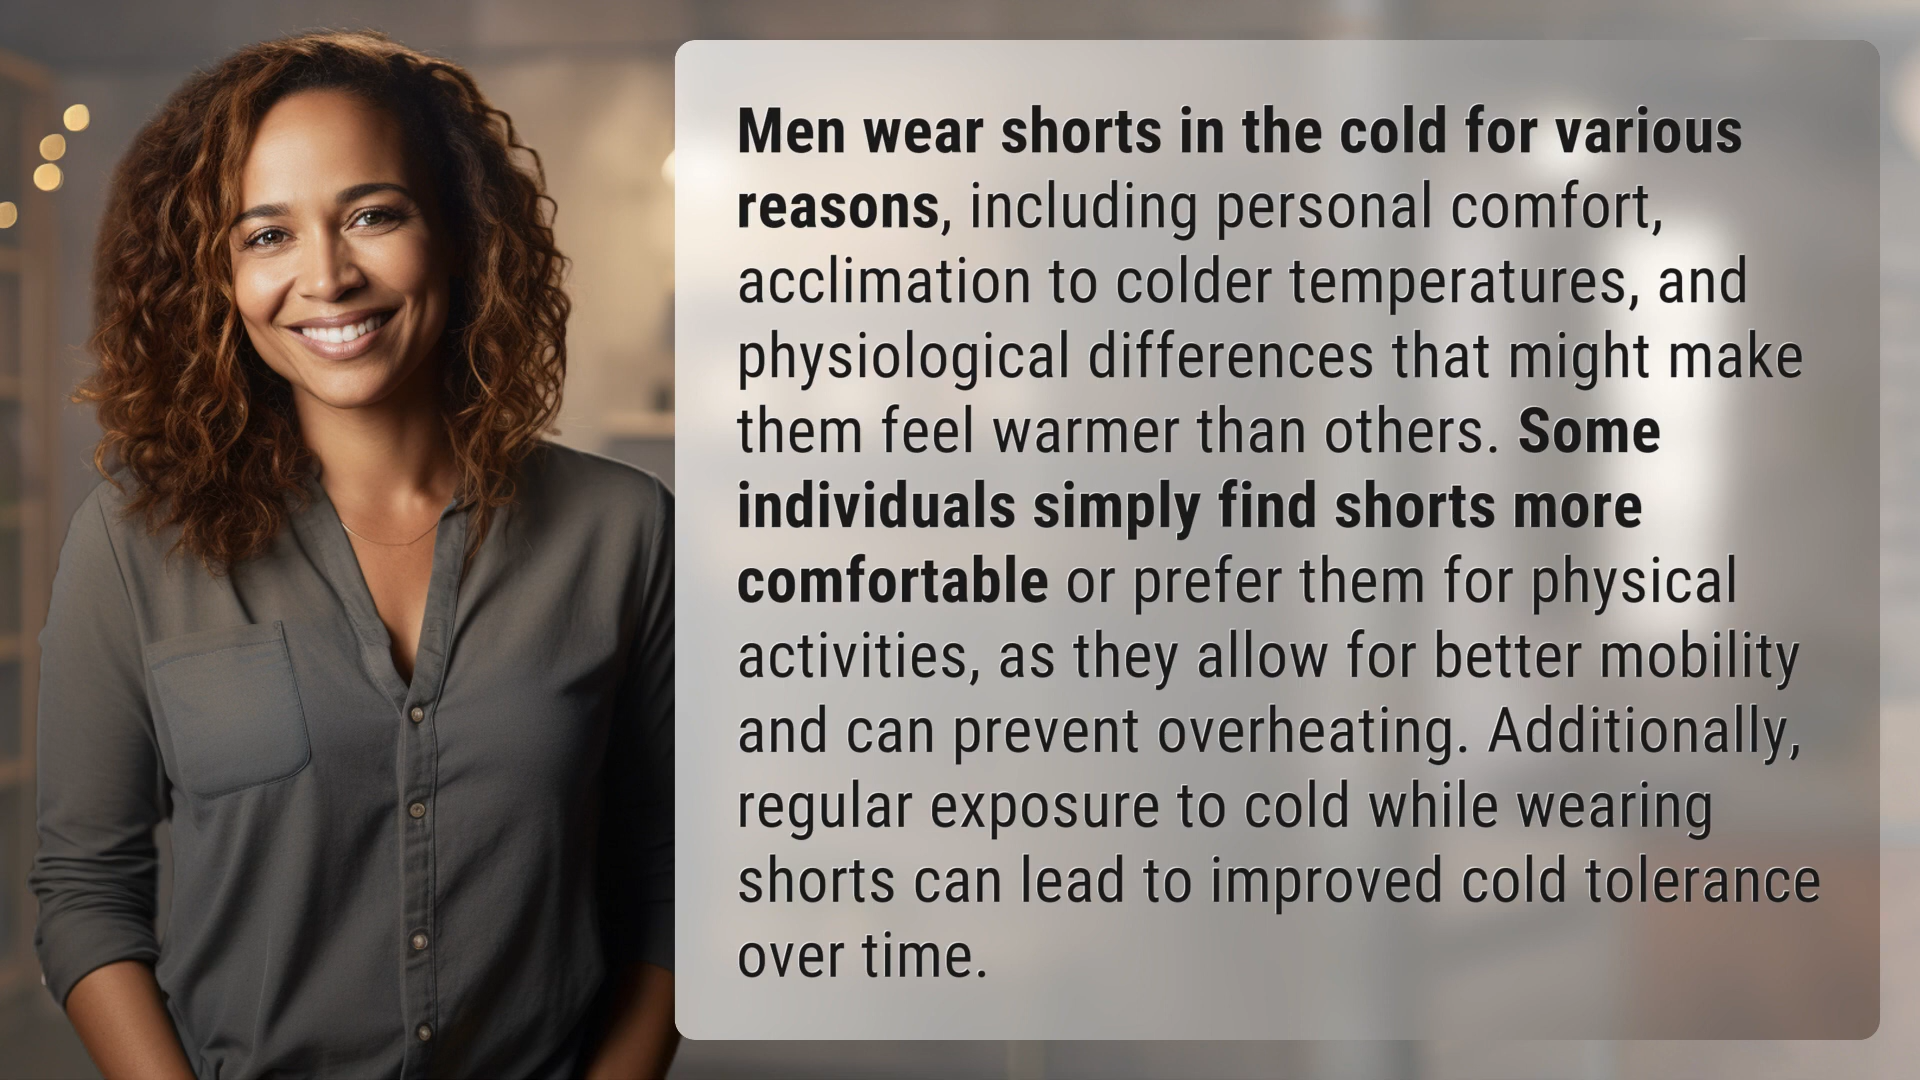 Men wear shorts in the cold for various
reasons, including personal comfort,
acclimation to colder temperatures, and
physiological differences that might make
them feel warmer than others. Some
individuals simply find shorts more
comfortable or prefer them for physical
activities, as they allow for better mobility
and can prevent overheating. Additionally,
regular exposure to cold while wearing
shorts can lead to improved cold tolerance
over time.